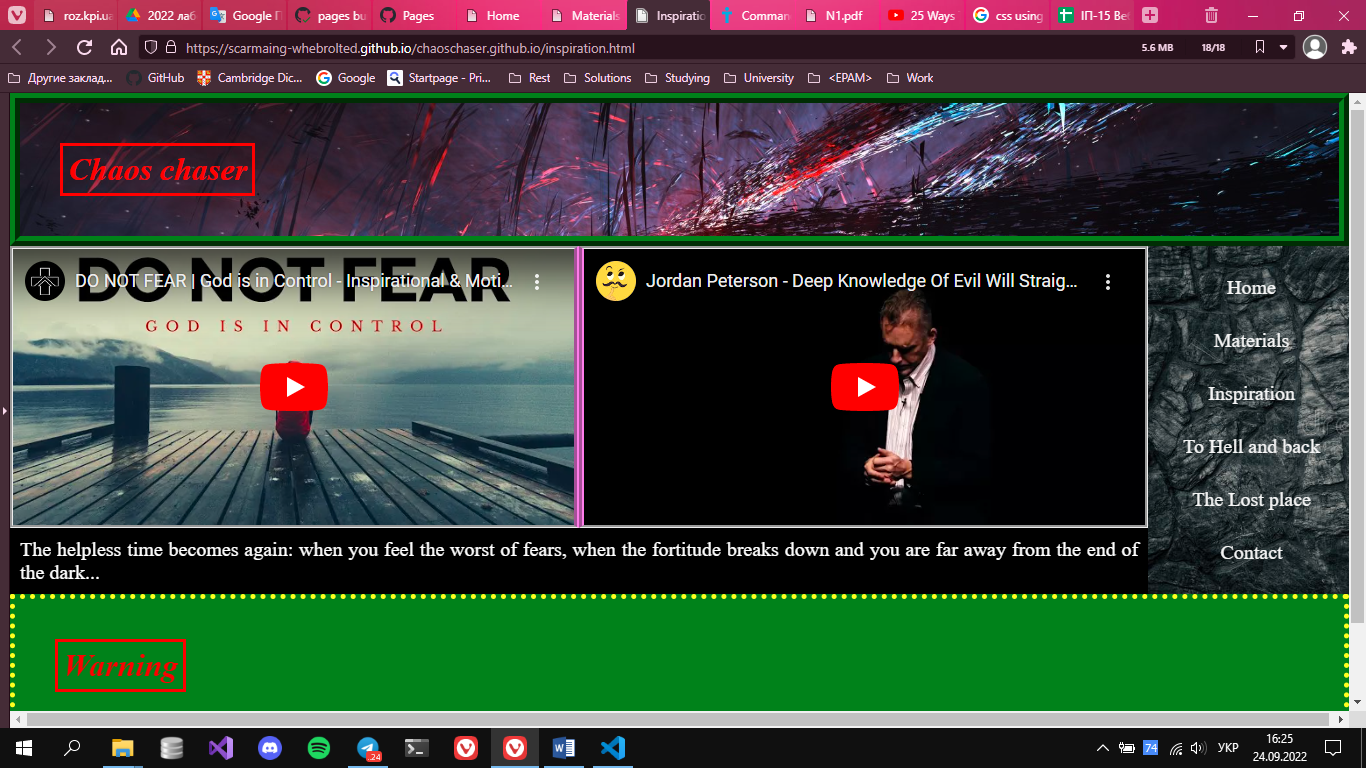 roz.kpi.ua
2022 лаб
Google П
pages bu
Pages
Home
Materials
Inspiratio
Comman
N1.pdf
25 Ways
css using
ІП-15 Веб
https://scarmaing-whebrolted.github.io/chaoschaser.github.io/inspiration.html
5.6 MB
18/18
Другие заклад...
GitHub
Cambridge Dic...
Google
Startpage - Pri...
Rest
Solutions
Studying
University
<EPAM>
Work
Chaos chaser
DO NOT FEAR
DO NOT FEAR | God is in Control - Inspirational & Moti...
GOD IS IN CONTROL
Jordan Peterson - Deep Knowledge Of Evil Will Straig...
Home
Materials
Inspiration
To Hell and back
The Lost place
Contact
The helpless time becomes again: when you feel the worst of fears, when the fortitude breaks down and you are far away from the end of
the dark...
Warning
.24
74
УКР
16:25
24.09.2022